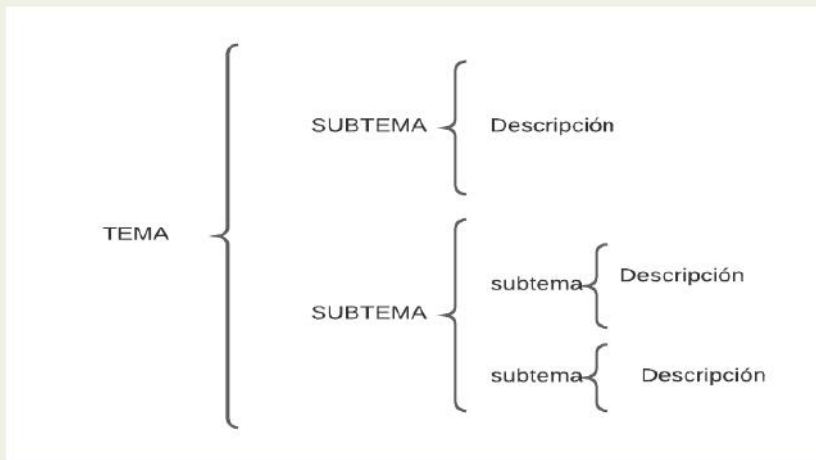 TEMA
SUBTEMA
Descripción
SUBTEMA
subtema
Descripción
subtema
Descripción